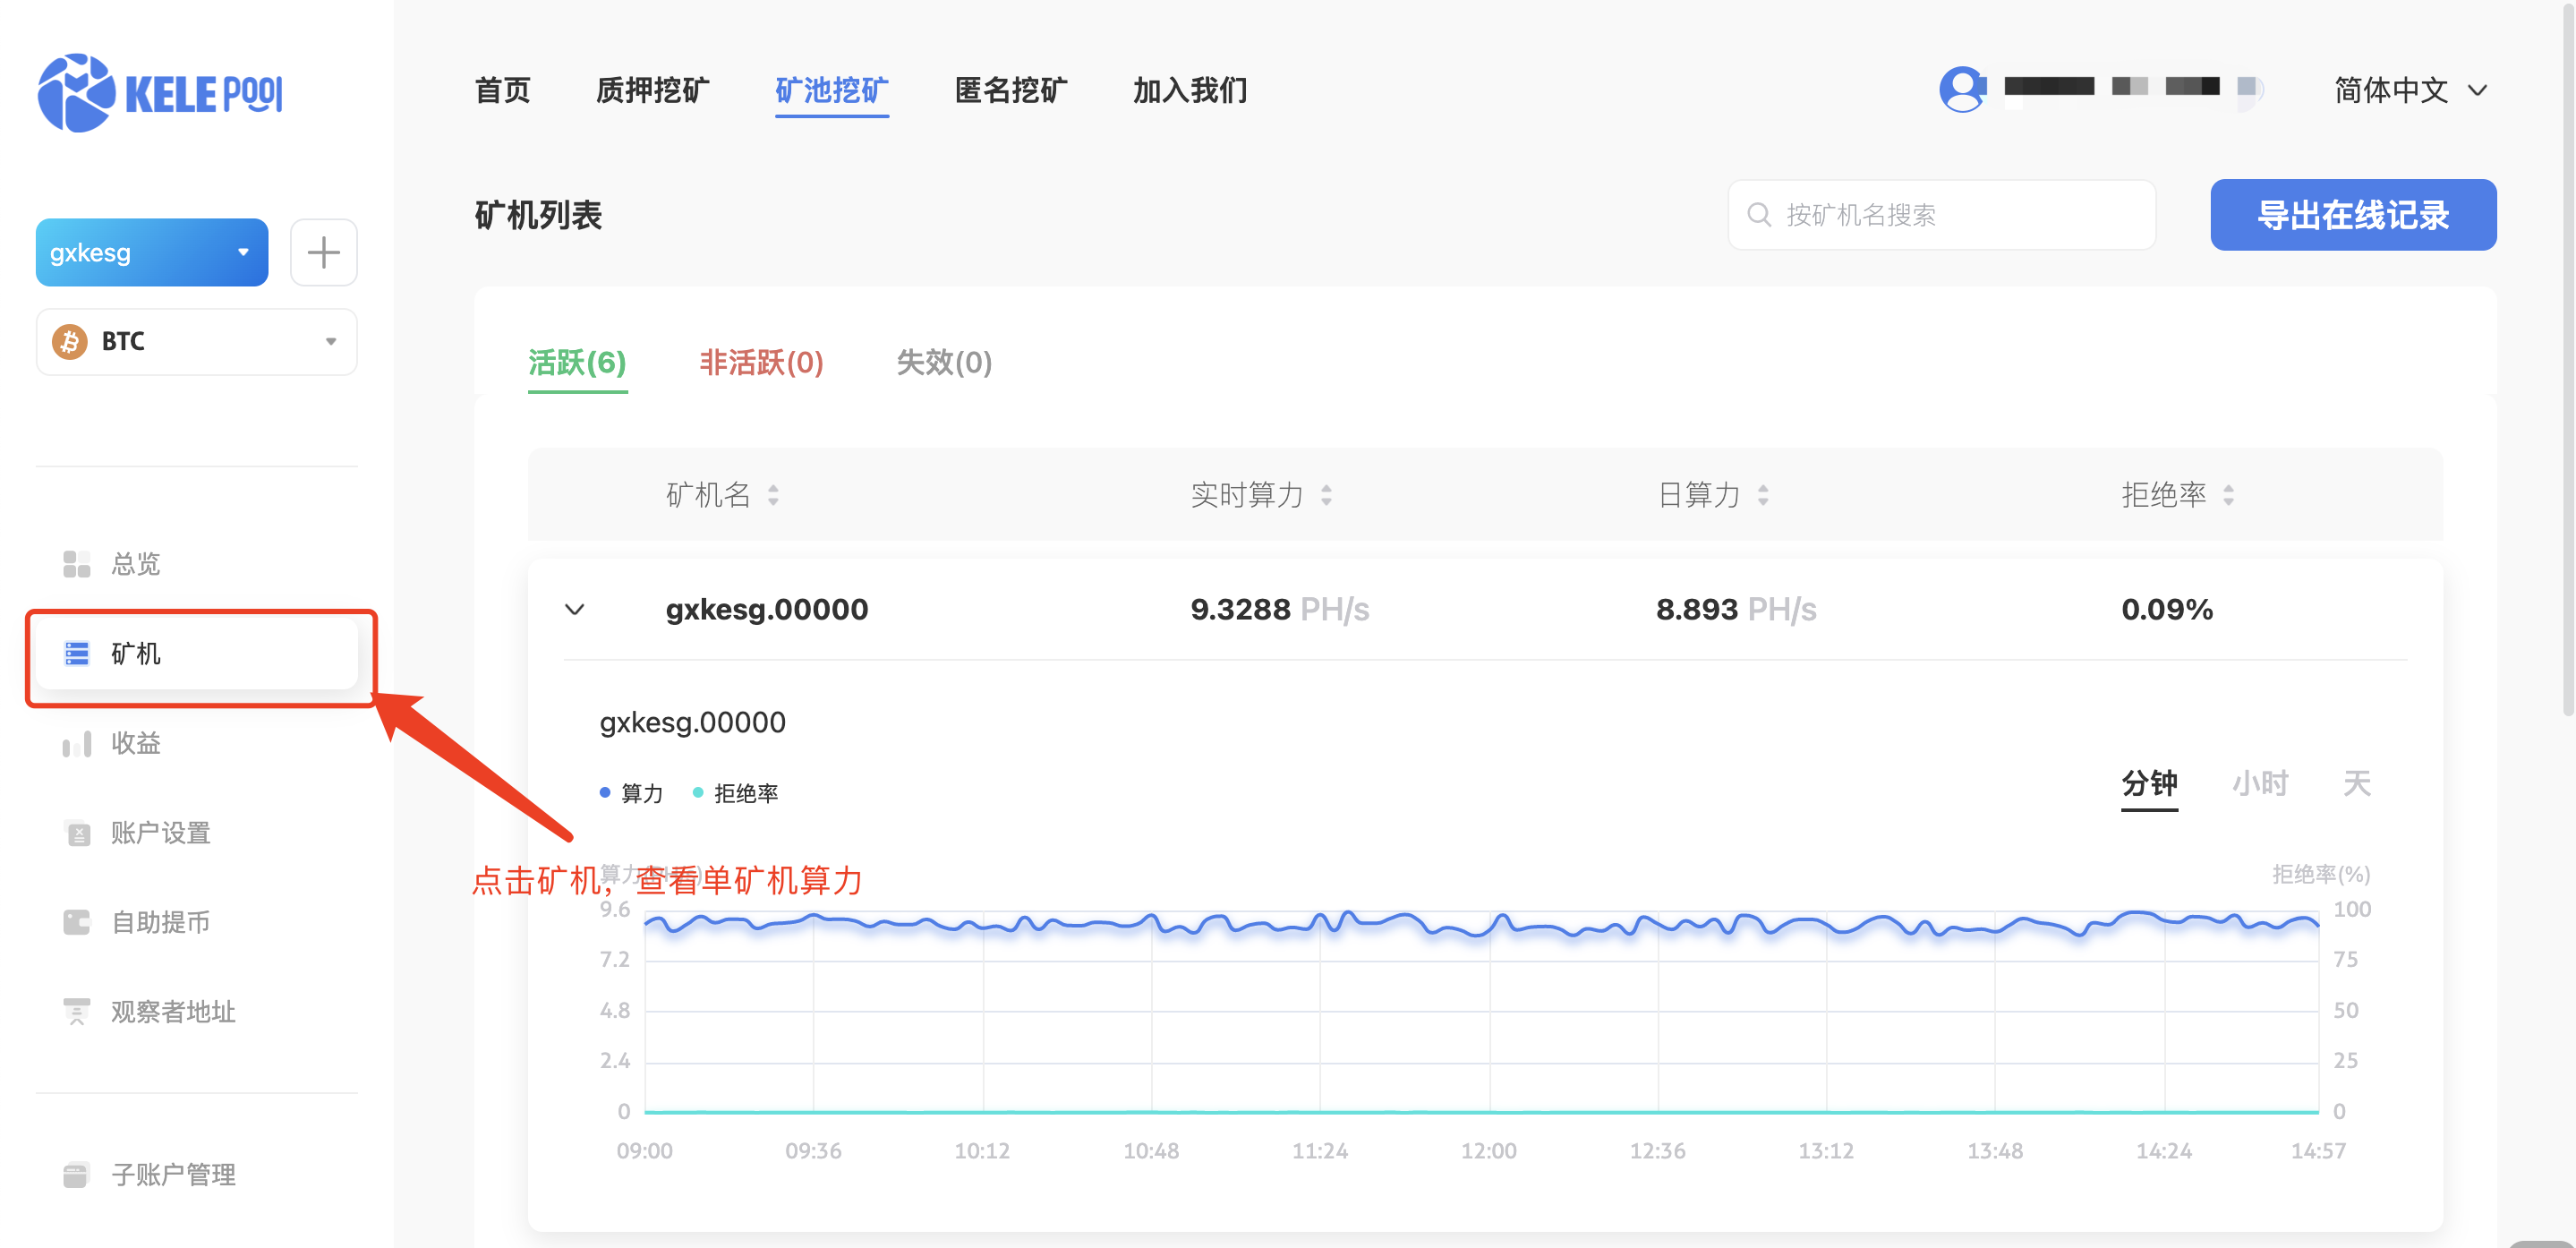 KELE POOl
首页 质押挖矿 矿池挖矿 匿名挖矿 加入我们
简体中文
gxkesg
BTC
总览
矿机
收益
账户设置
自助提币
观察者地址
子账户管理
矿机列表
按矿机名搜索
导出在线记录
活跃(6) 非活跃(0) 失效(0)
矿机名 实时算力 日算力 拒绝率
gxkesg.00000 9.3288 PH/s 8.893 PH/s 0.09%
gxkesg.00000
算力 拒绝率
分钟 小时 天
点击矿机，查看单矿机算力
拒绝率(%)
9.6 100
7.2 75
4.8 50
2.4 25
0 0
09:00 09:36 10:12 10:48 11:24 12:00 12:36 13:12 13:48 14:24 14:57